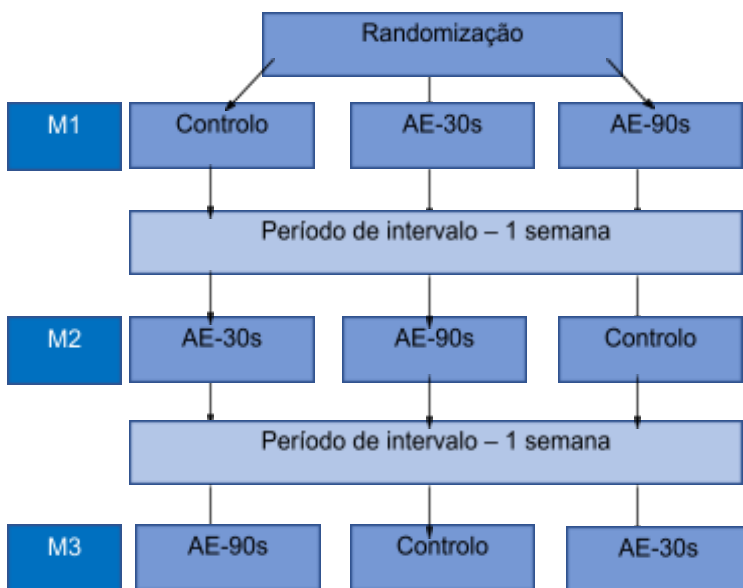 Randomização
M1
Controlo
AE-30s
AE-90s
Período de intervalo – 1 semana
M2
AE-30s
AE-90s
Controlo
Período de intervalo – 1 semana
M3
AE-90s
Controlo
AE-30s